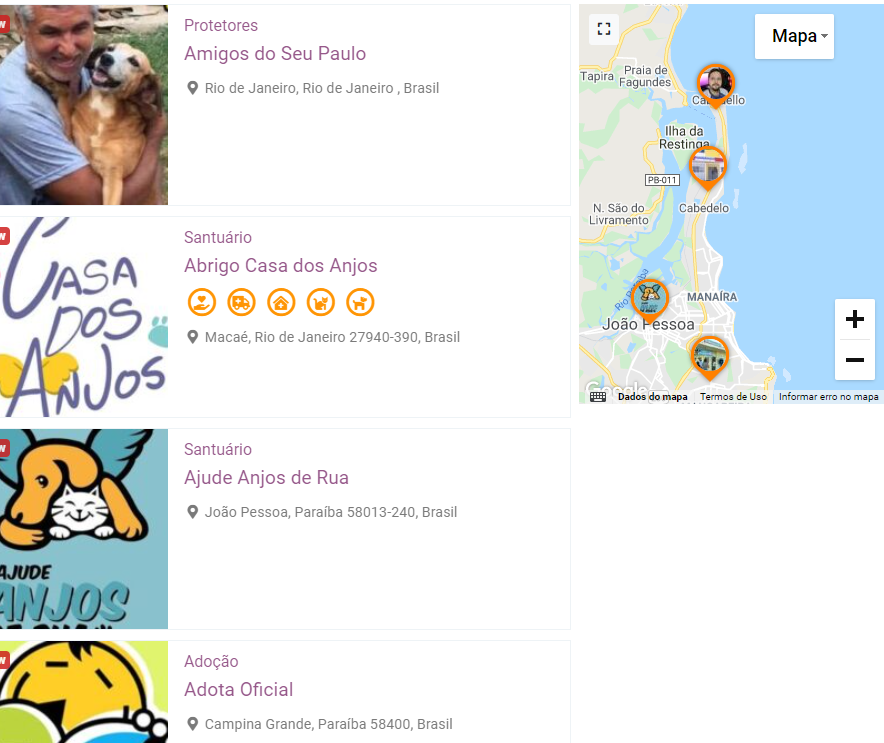 Protetores
Amigos do Seu Paulo
Rio de Janeiro, Rio de Janeiro , Brasil
Santuário
Abrigo Casa dos Anjos
Macaé, Rio de Janeiro 27940-390, Brasil
CASA
DOS
ANJOS
Santuário
Ajude Anjos de Rua
João Pessoa, Paraíba 58013-240, Brasil
AJUDE
ANJOS
Adoção
Adota Oficial
Campina Grande, Paraíba 58400, Brasil
Mapa
Tapira
Praia de
Fagundes
Ilha da
Restinga
PB-011
N. São do
Livramento
Cabedelo
Rio Paraíba
MANAÍRA
João Pessoa
Google
Dados do mapa
Termos de Uso
Informar erro no mapa